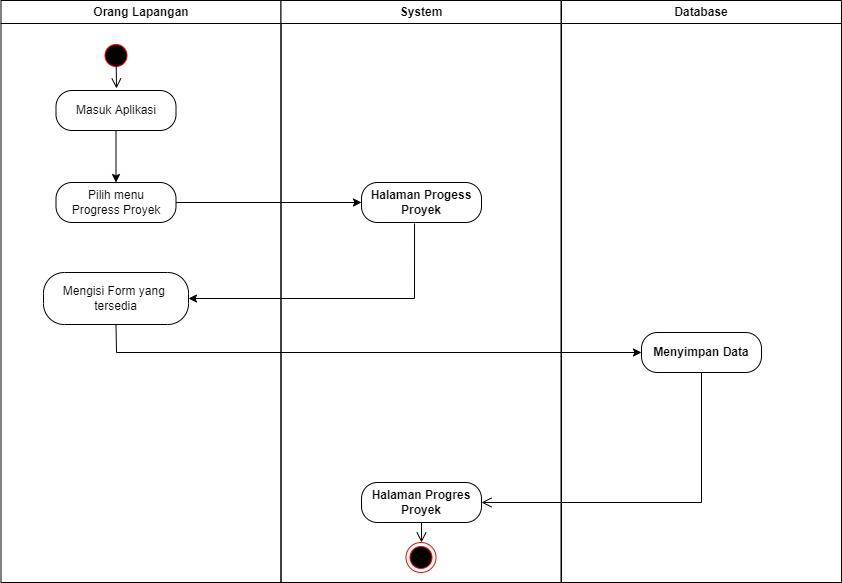 Orang Lapangan
System
Database
Masuk Aplikasi
Pilih menu
Progress Proyek
Halaman Progess
Proyek
Mengisi Form yang
tersedia
Menyimpan Data
Halaman Progres
Proyek